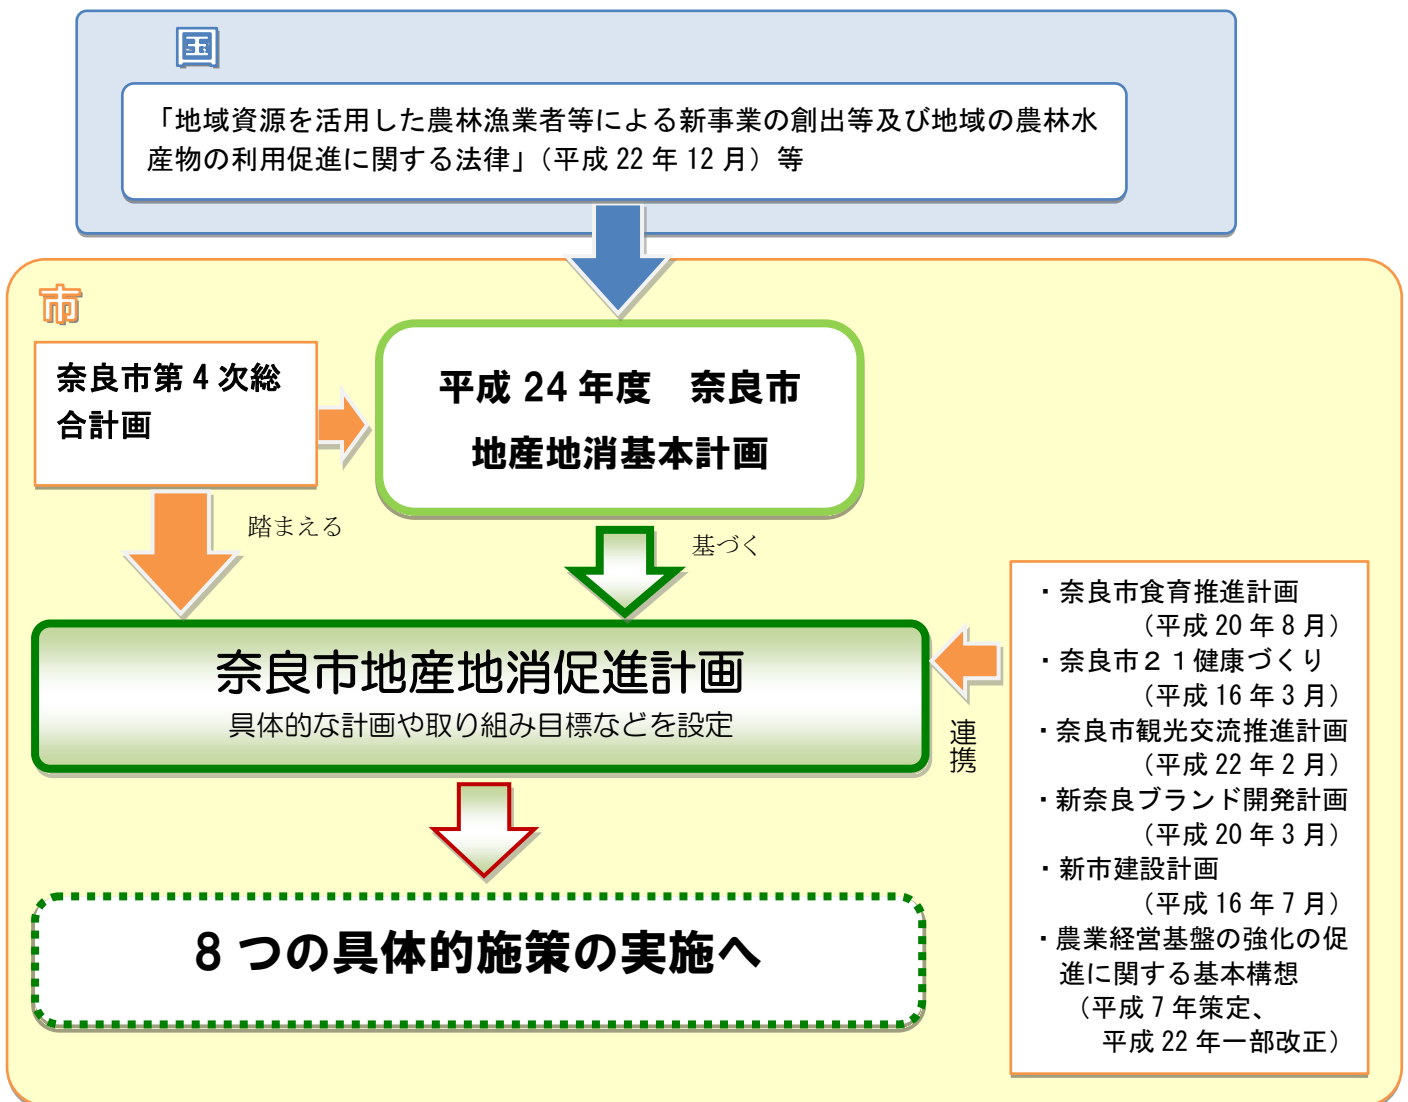 国
「地域資源を活用した農林漁業者等による新事業の創出等及び地域の農林水
産物の利用促進に関する法律」（平成 22 年 12 月）等
市
奈良市第 4 次総
合計画
平成 24 年度　奈良市
地産地消基本計画
踏まえる
基づく
奈良市地産地消促進計画
具体的な計画や取り組み目標などを設定
連携
・奈良市食育推進計画
（平成 20 年 8 月）
・奈良市２１健康づくり
（平成 16 年 3 月）
・奈良市観光交流推進計画
（平成 22 年 2 月）
・新奈良ブランド開発計画
（平成 20 年 3 月）
・新市建設計画
（平成 16 年 7 月）
・農業経営基盤の強化の促
進に関する基本構想
（平成 7 年策定、
平成 22 年一部改正）
8 つの具体的施策の実施へ